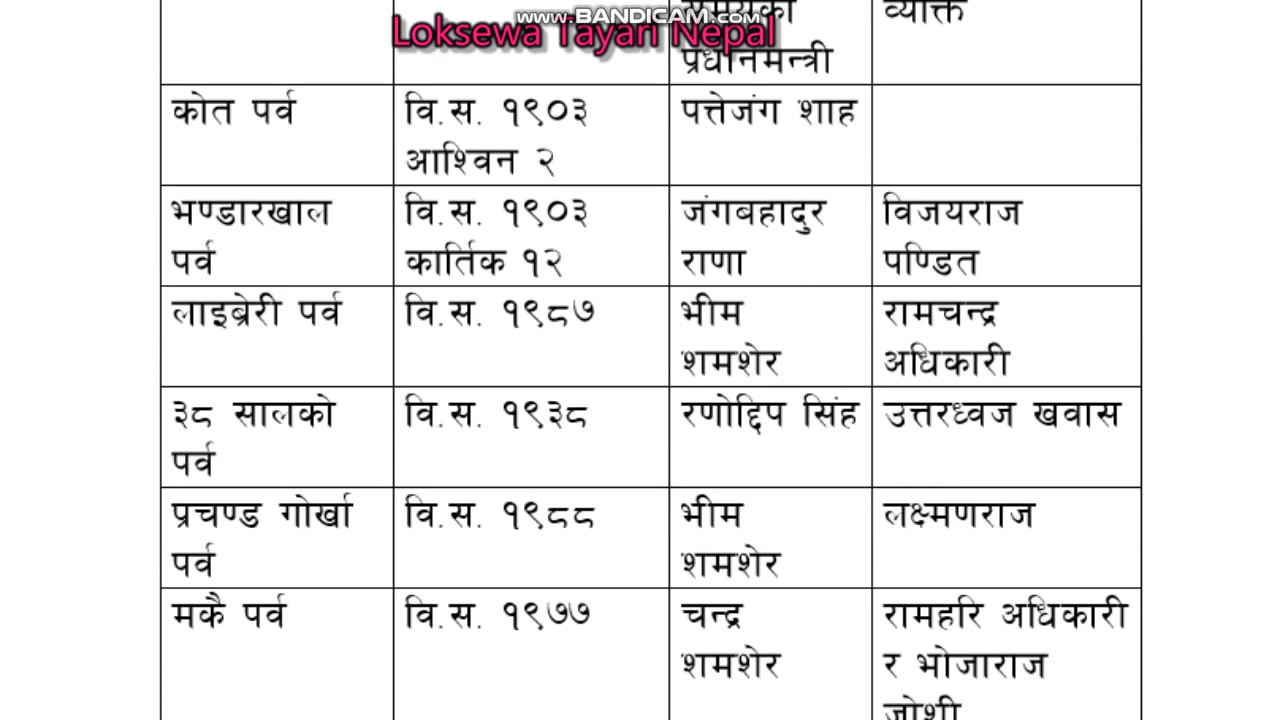 www.BANDICAM.com
Loksewa Tayari Nepal
प्रधानमन्त्री
कोत पर्व
वि.स. १९०३
आश्विन २
पत्तेजंग शाह
भण्डारखाल
पर्व
वि.स. १९०३
कार्तिक १२
जंगबहादुर
राणा
विजयराज
पण्डित
लाइब्रेरी पर्व
वि.स. १९८७
भीम
शमशेर
रामचन्द्र
अधिकारी
३८ सालको
पर्व
वि.स. १९३८
रणोद्दिप सिंह
उत्तरध्वज खवास
प्रचण्ड गोर्खा
पर्व
वि.स. १९८८
भीम
शमशेर
लक्ष्मणराज
मकै पर्व
वि.स. १९७७
चन्द्र
शमशेर
रामहरि अधिकारी
र भोजाराज
जोशी